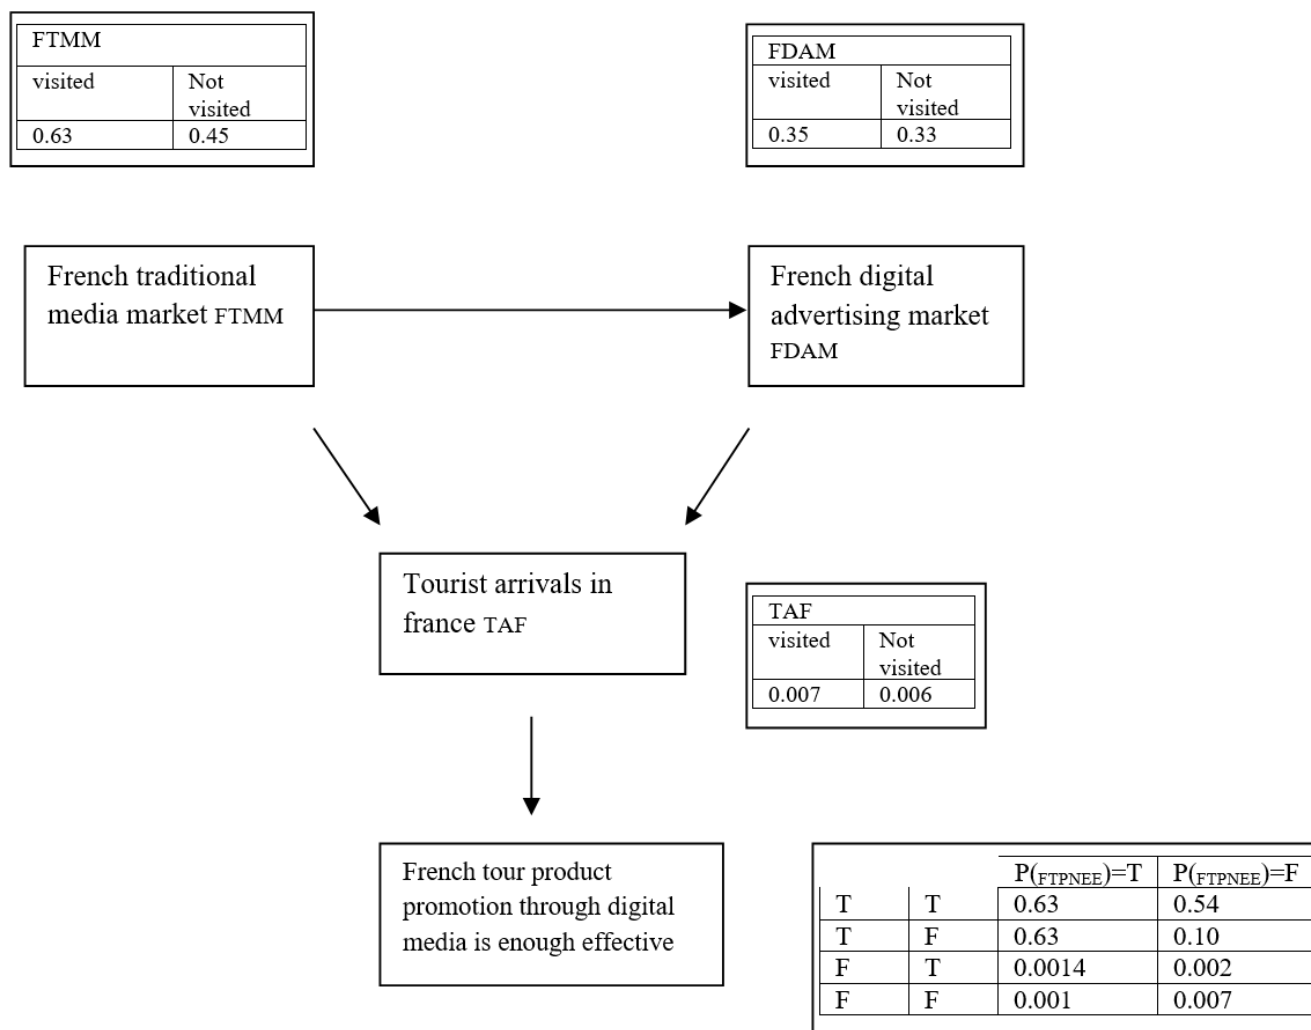 FTMM
visited Not
visited
0.63 0.45
FDAM
visited Not
visited
0.35 0.33
French traditional
media market FTMM
French digital
advertising market
FDAM
Tourist arrivals in
france TAF
TAF
visited Not
visited
0.007 0.006
French tour product
promotion through digital
media is enough effective
P(FTPNEE)=T P(FTPNEE)=F
T T 0.63 0.54
T F 0.63 0.10
F T 0.0014 0.002
F F 0.001 0.007